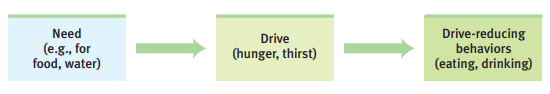 Need
(e.g., for
food, water)
Drive
(hunger, thirst)
Drive-reducing
behaviors
(eating, drinking)